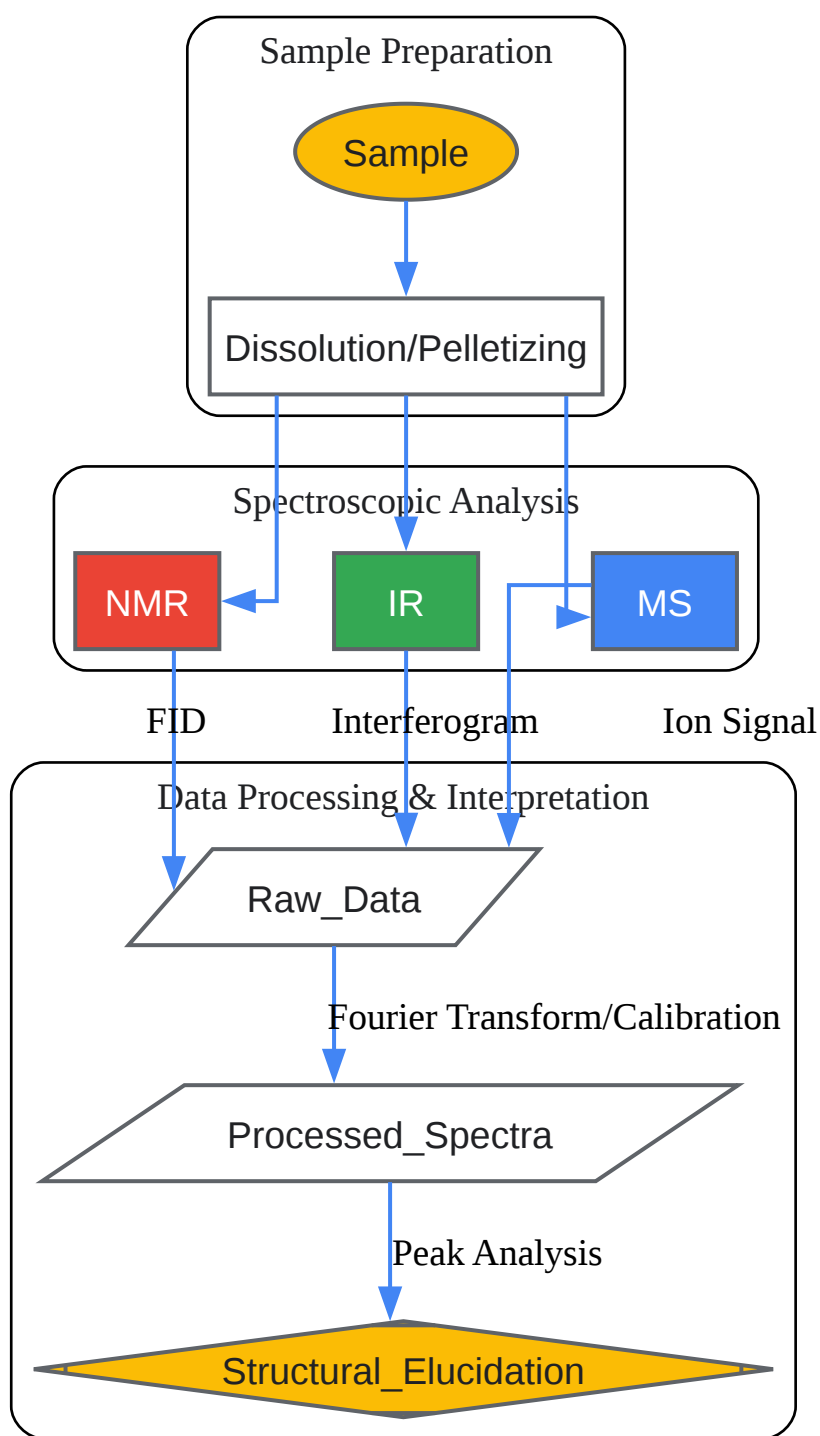 Sample Preparation
Sample
Dissolution/Pelletizing
Spectroscopic Analysis
NMR
IR
MS
FID
Interferogram
Ion Signal
Data Processing & Interpretation
Raw_Data
Fourier Transform/Calibration
Processed_Spectra
Peak Analysis
Structural_Elucidation